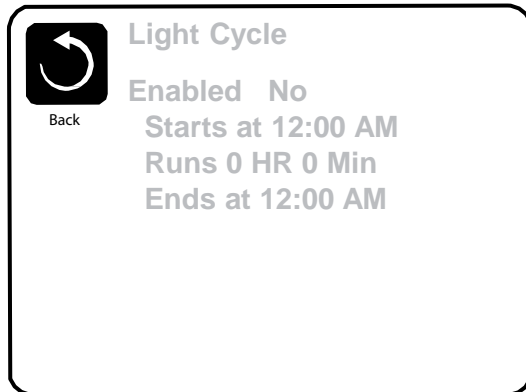 Light Cycle
Back
Enabled No
Starts at 12:00 AM
Runs 0 HR 0 Min
Ends at 12:00 AM